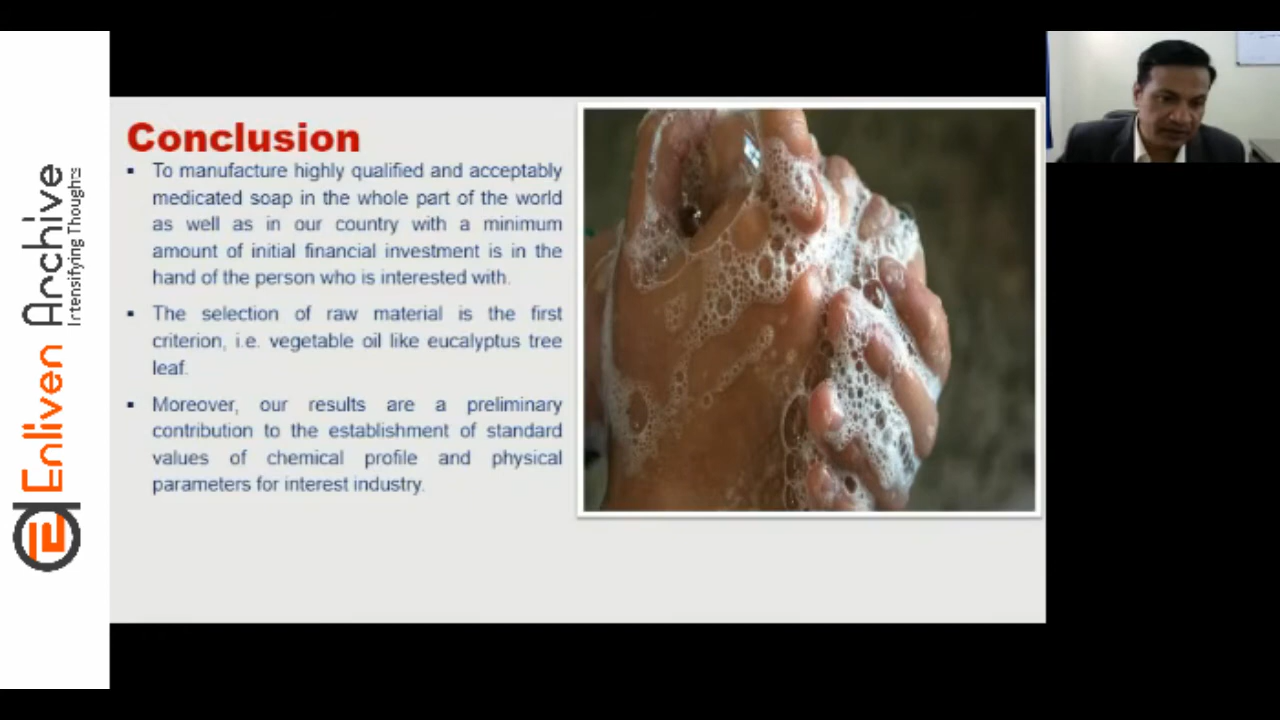 Conclusion
▪ To manufacture highly qualified and acceptably
medicated soap in the whole part of the world
as well as in our country with a minimum
amount of initial financial investment is in the
hand of the person who is interested with.
▪ The selection of raw material is the first
criterion, i.e. vegetable oil like eucalyptus tree
leaf.
▪ Moreover, our results are a preliminary
contribution to the establishment of standard
values of chemical profile and physical
parameters for interest industry.
Enliven Archive
Intensifying Thoughts